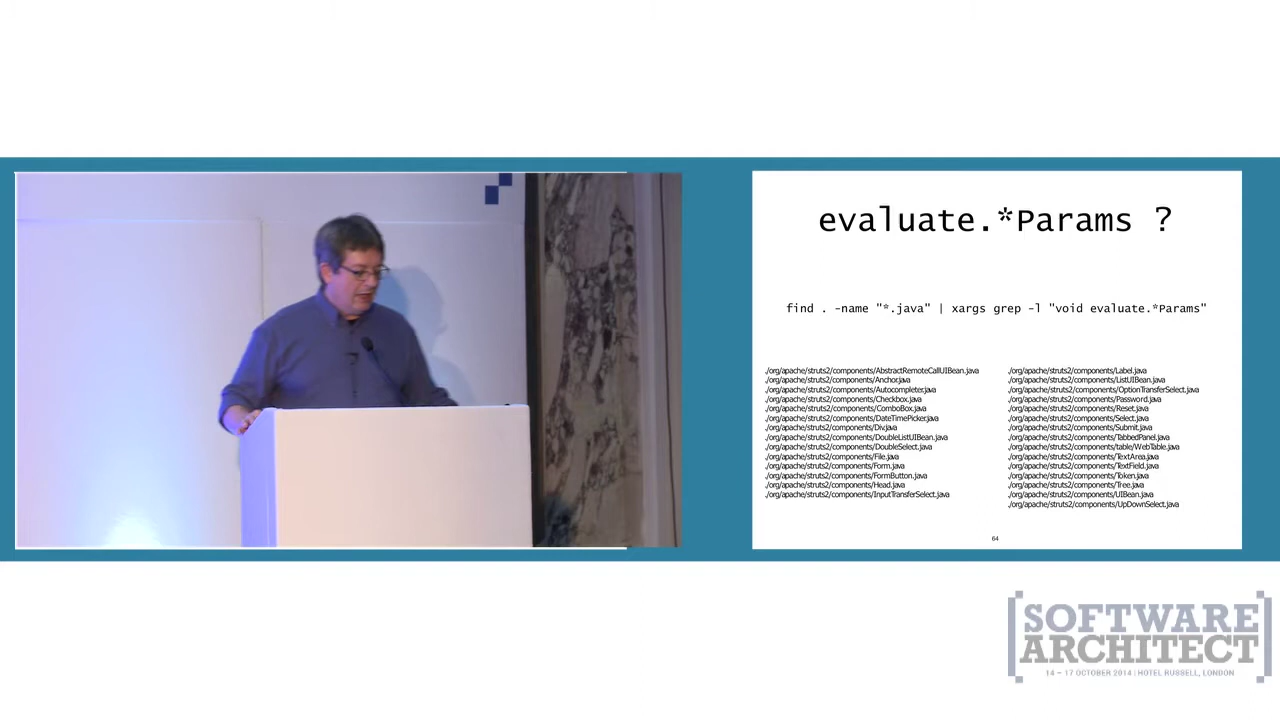 evaluate.*Params ?
find . -name "*.java" | xargs grep -l "void evaluate.*Params"
./org/apache/struts2/components/AbstractRemoteCallUIBean.java
./org/apache/struts2/components/Anchor.java
./org/apache/struts2/components/Autocompleter.java
./org/apache/struts2/components/Checkbox.java
./org/apache/struts2/components/ComboBox.java
./org/apache/struts2/components/DateTimePicker.java
./org/apache/struts2/components/Div.java
./org/apache/struts2/components/DoubleListUIBean.java
./org/apache/struts2/components/DoubleSelect.java
./org/apache/struts2/components/File.java
./org/apache/struts2/components/Form.java
./org/apache/struts2/components/FormButton.java
./org/apache/struts2/components/Head.java
./org/apache/struts2/components/InputTransferSelect.java
./org/apache/struts2/components/Label.java
./org/apache/struts2/components/ListUIBean.java
./org/apache/struts2/components/OptionTransferSelect.java
./org/apache/struts2/components/Password.java
./org/apache/struts2/components/Reset.java
./org/apache/struts2/components/Select.java
./org/apache/struts2/components/Submit.java
./org/apache/struts2/components/TabbedPanel.java
./org/apache/struts2/components/table/WebTable.java
./org/apache/struts2/components/TextArea.java
./org/apache/struts2/components/TextField.java
./org/apache/struts2/components/Token.java
./org/apache/struts2/components/Tree.java
./org/apache/struts2/components/UIBean.java
./org/apache/struts2/components/UpDownSelect.java
64
[SOFTWARE
ARCHITECT]
14 – 17 OCTOBER 2014 | HOTEL RUSSELL, LONDON